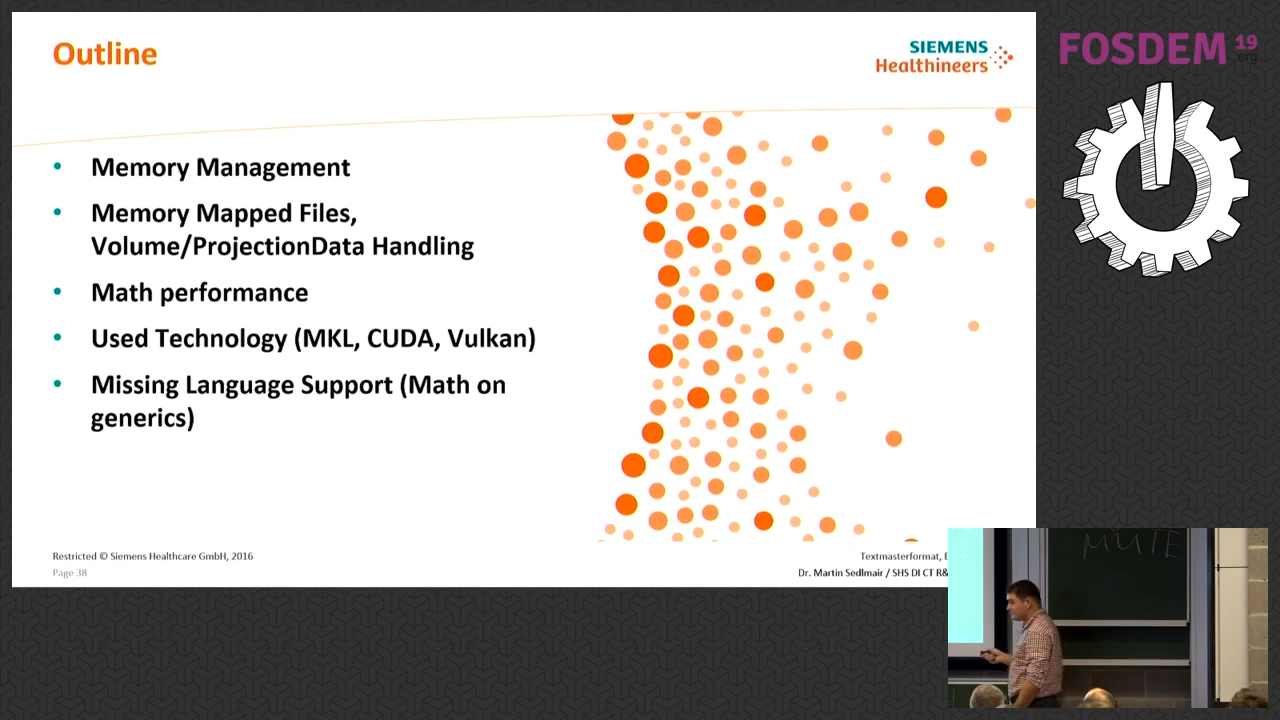 Outline
SIEMENS
Healthineers
FOSDEM 19
.org
• Memory Management
• Memory Mapped Files,
Volume/ProjectionData Handling
• Math performance
• Used Technology (MKL, CUDA, Vulkan)
• Missing Language Support (Math on
generics)
Restricted © Siemens Healthcare GmbH, 2016
Page 38
Textmasterformat,
Dr. Martin Sedlmair / SHS DI CT R&
MUTE